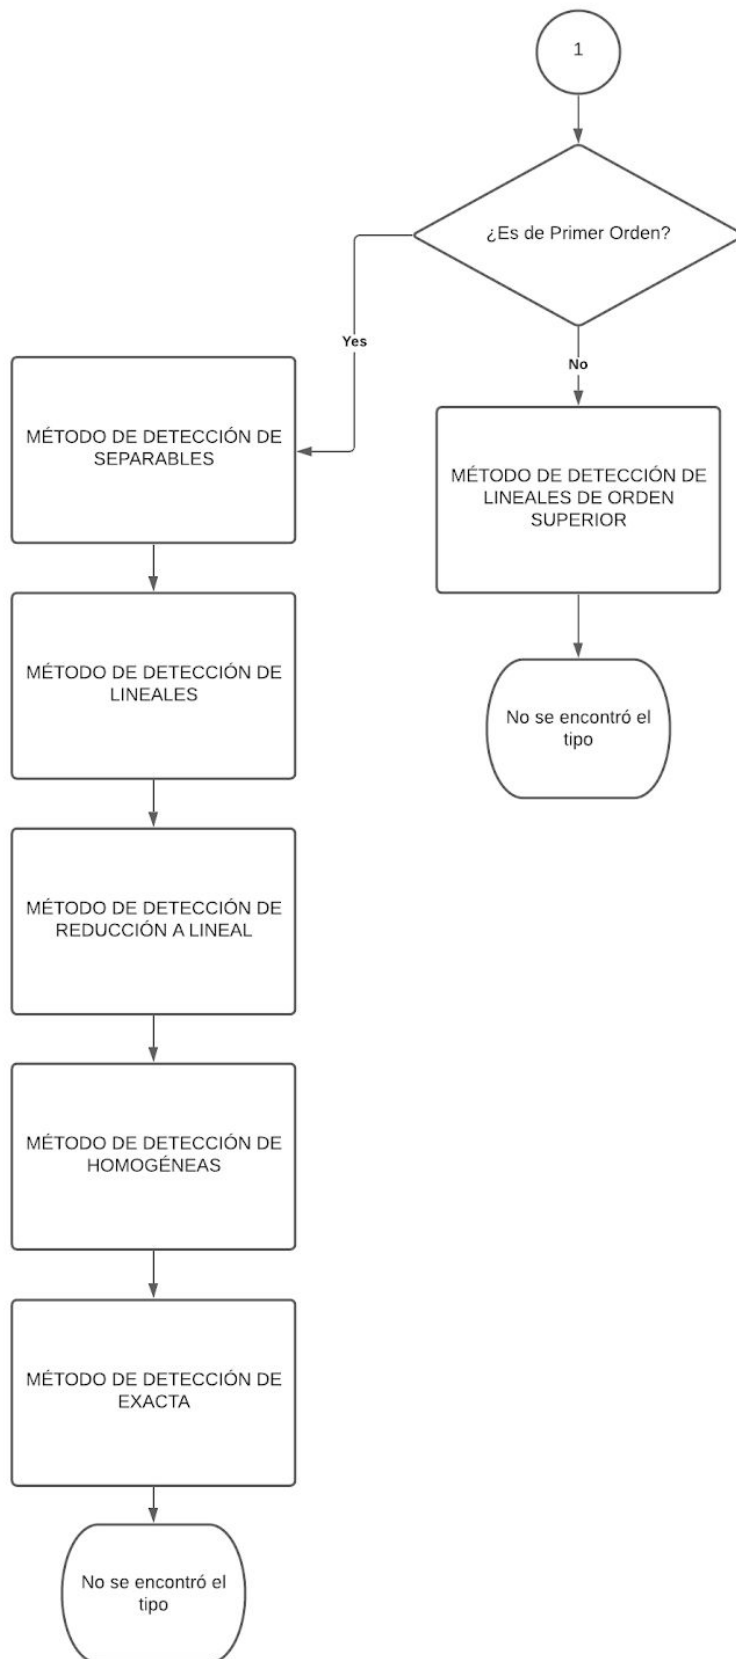 1
¿Es de Primer Orden?
Yes
No
MÉTODO DE DETECCIÓN DE
SEPARABLES
MÉTODO DE DETECCIÓN DE
LINEALES DE ORDEN
SUPERIOR
MÉTODO DE DETECCIÓN DE
LINEALES
No se encontró el
tipo
MÉTODO DE DETECCIÓN DE
REDUCCIÓN A LINEAL
MÉTODO DE DETECCIÓN DE
HOMOGÉNEAS
MÉTODO DE DETECCIÓN DE
EXACTA
No se encontró el
tipo